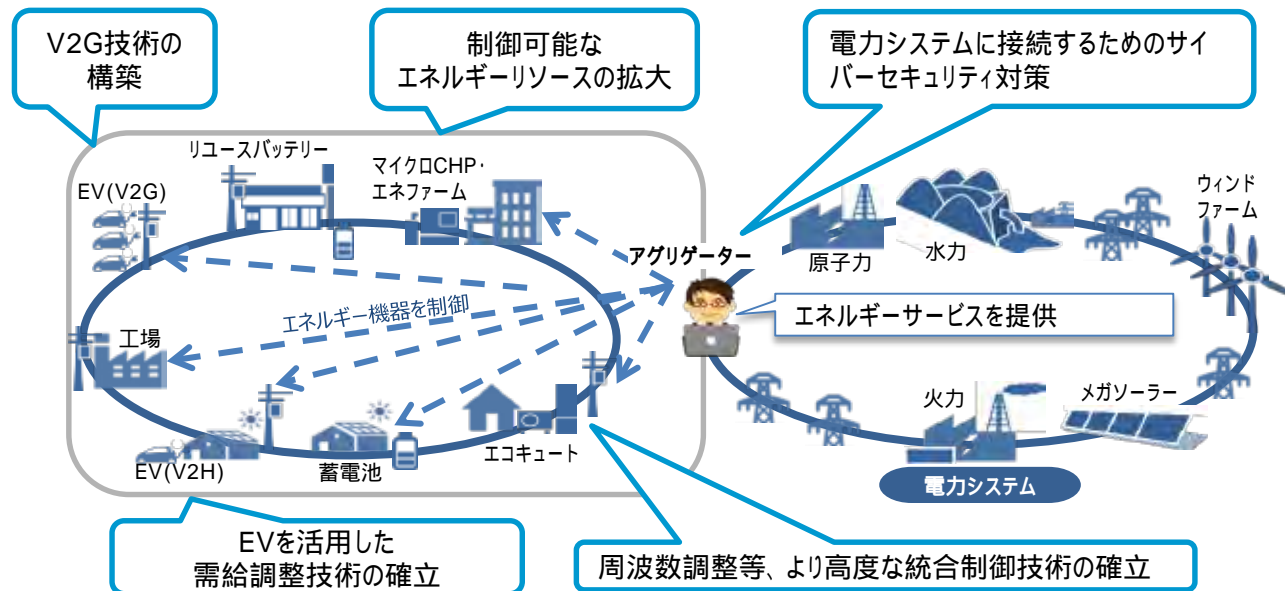 V2G技術の
構築
制御可能な
エネルギーリソースの拡大
電力システムに接続するためのサイ
バーセキュリティ対策
リユースバッテリー
マイクロCHP・
エネファーム
EV(V2G)
ウィンド
ファーム
原子力
水力
アグリゲーター
エネルギー機器を制御
エネルギーサービスを提供
工場
火力
メガソーラー
EV(V2H)
蓄電池
エコキュート
電力システム
EVを活用した
需給調整技術の確立
周波数調整等、より高度な統合制御技術の確立